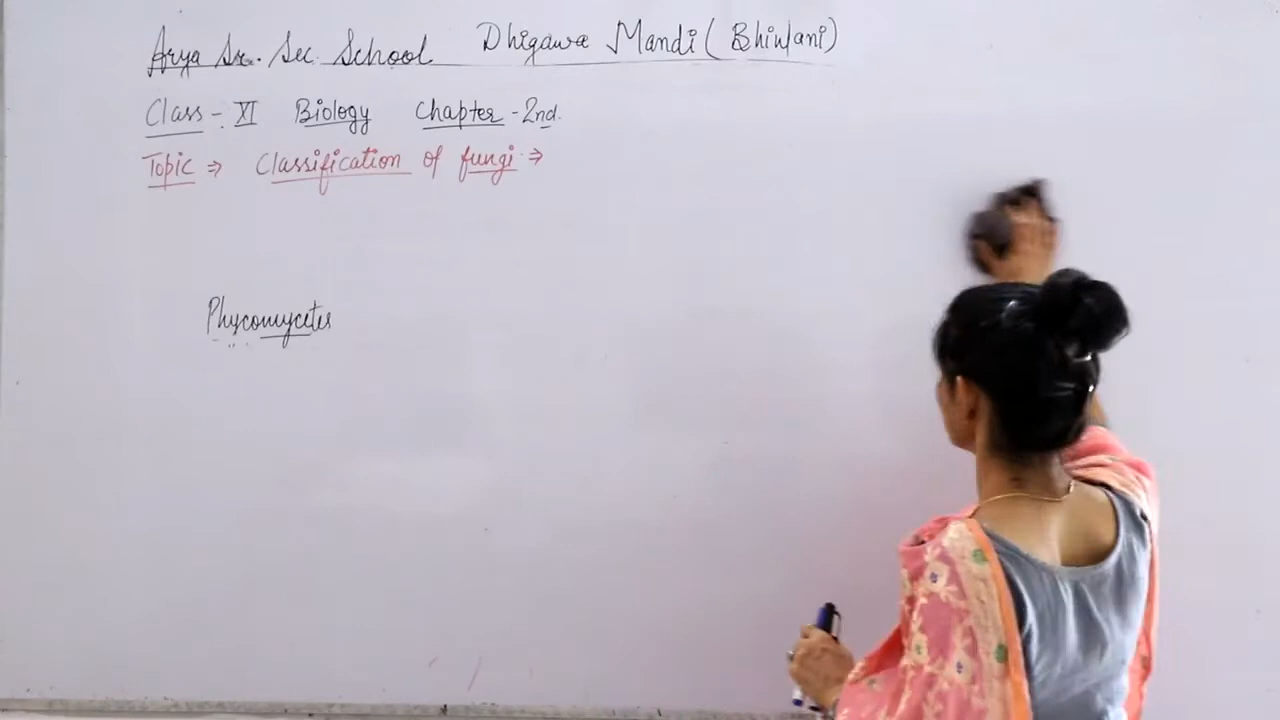 Arya Sr. Sec. School Dhigawa Mandi (Bhiwani)
Class - XI Biology Chapter - 2nd.
Topic ⇒ Classification of fungi ⇒
Phycomycetes